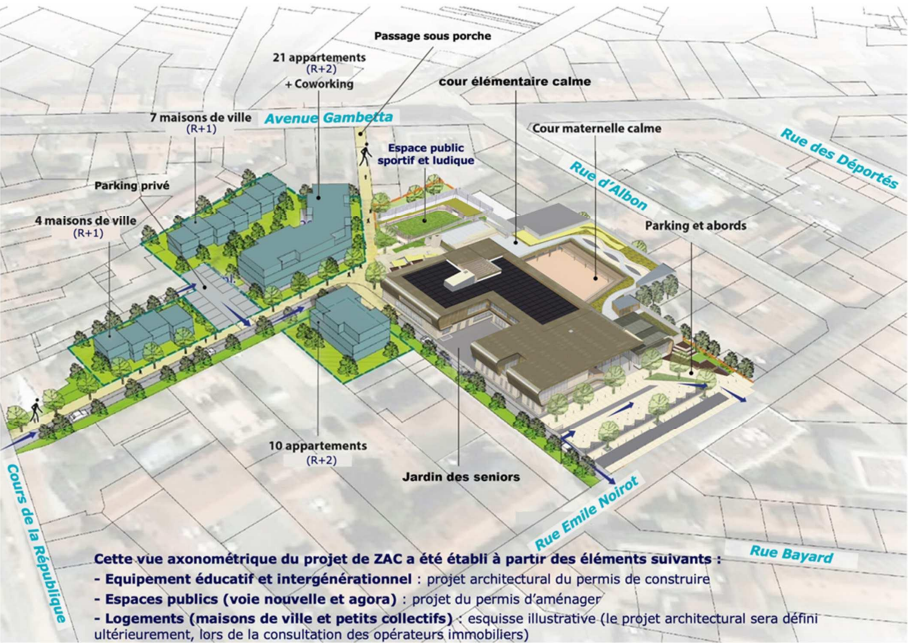 Passage sous porche
21 appartements
(R+2)
+ Coworking
cour élémentaire calme
7 maisons de ville
(R+1)
Avenue Gambetta
Cour maternelle calme
Rue des Déportés
Espace public
sportif et ludique
Rue d'Albon
Parking privé
4 maisons de ville
(R+1)
Parking et abords
10 appartements
(R+2)
Jardin des seniors
Cours de la République
Rue Emile Noirot
Rue Bayard
Cette vue axonométrique du projet de ZAC a été établi à partir des éléments suivants :
- Equipement éducatif et intergénérationnel : projet architectural du permis de construire
- Espaces publics (voie nouvelle et agora) : projet du permis d'aménager
- Logements (maisons de ville et petits collectifs) : esquisse illustrative (le projet architectural sera défini
ultérieurement, lors de la consultation des opérateurs immobiliers)